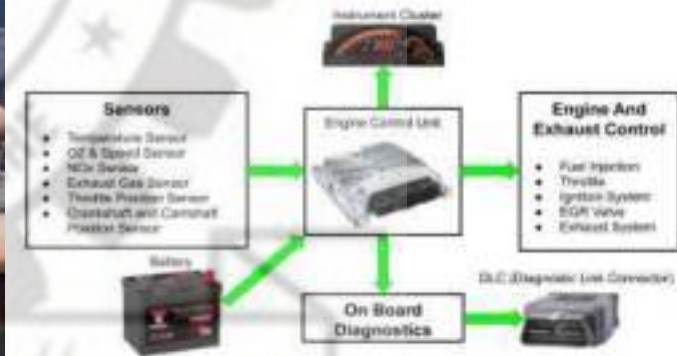 Instrument Cluster
Sensors
Temperature Sensor
O2 & Speed Sensor
NOx Sensor
Exhaust Gas Sensor
Throttle Position Sensor
Crankshaft and Camshaft
Position Sensor
Engine Control Unit
Engine And
Exhaust Control
Fuel Injection
Throttle
Ignition System
EGR Valve
Exhaust System
Battery
On Board
Diagnostics
DLC (Diagnostic Link Connector)